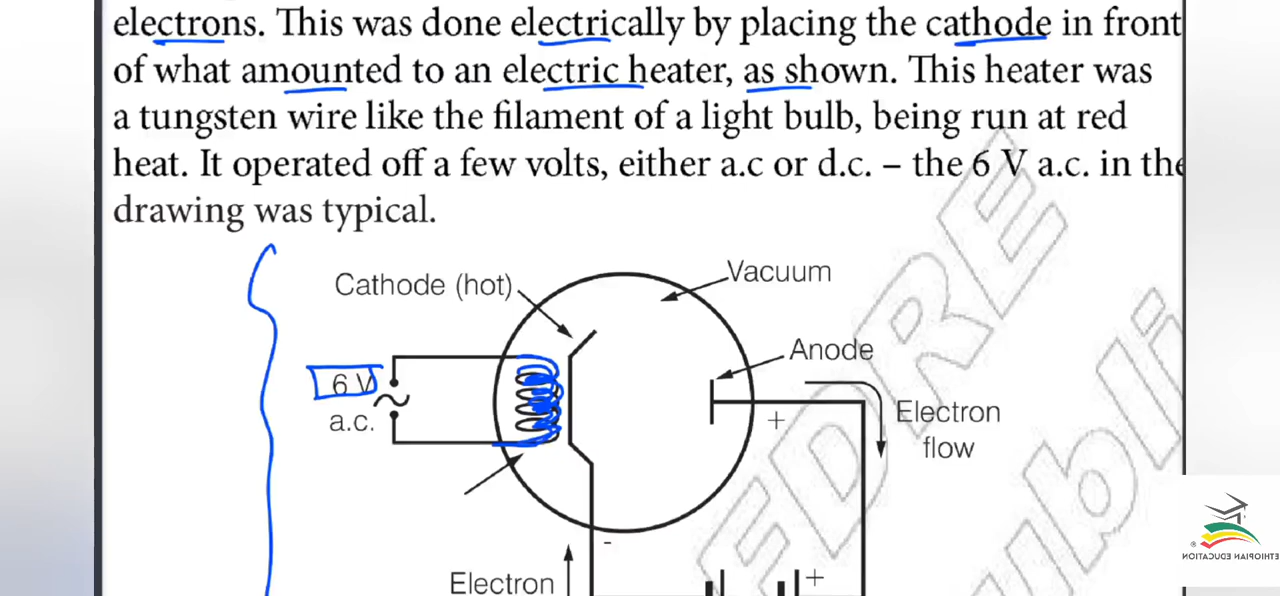 electrons. This was done electrically by placing the cathode in front
of what amounted to an electric heater, as shown. This heater was
a tungsten wire like the filament of a light bulb, being run at red
heat. It operated off a few volts, either a.c or d.c. – the 6 V a.c. in the
drawing was typical.
Cathode (hot)
Vacuum
Anode
6 V
a.c.
+
Electron
flow
-
Electron
+
FDRE
ETHIOPIAN EDUCATION